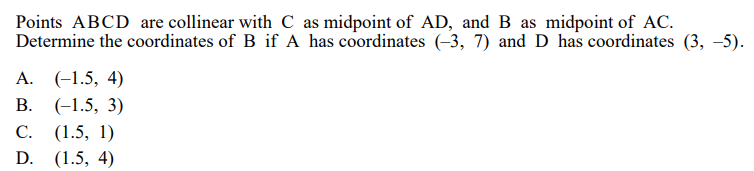 Points ABCD are collinear with C as midpoint of AD, and B as midpoint of AC.
Determine the coordinates of B if A has coordinates (–3, 7) and D has coordinates (3, –5).
A. (–1.5, 4)
B. (–1.5, 3)
C. (1.5, 1)
D. (1.5, 4)